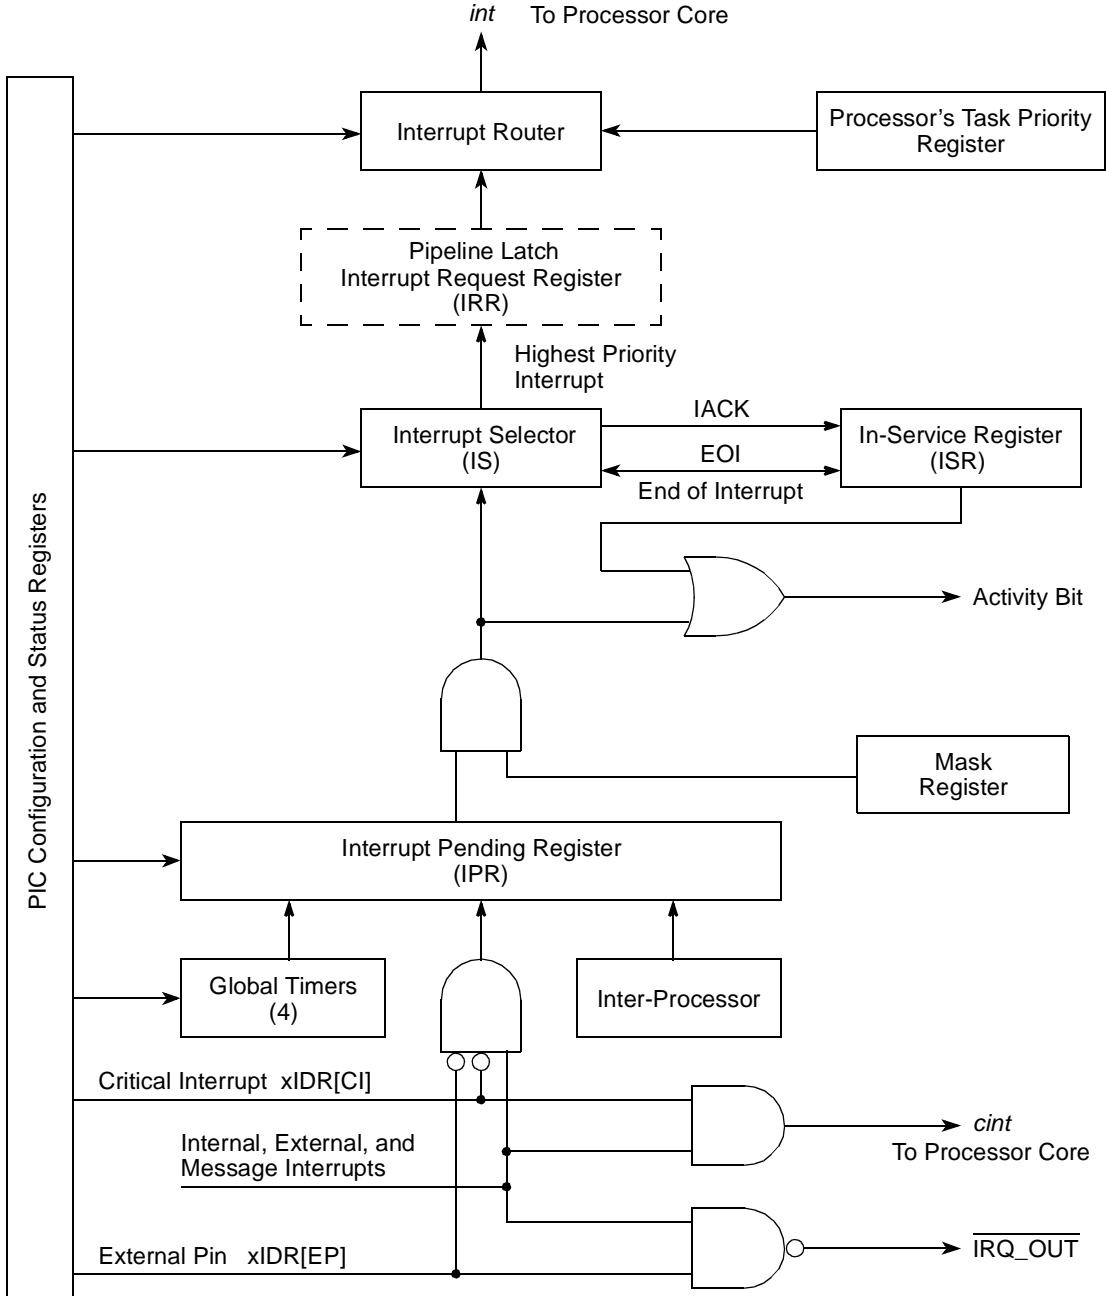 int To Processor Core
Interrupt Router
Processor’s Task Priority
Register
Pipeline Latch
Interrupt Request Register
(IRR)
Highest Priority
Interrupt
Interrupt Selector
(IS)
IACK
EOI
End of Interrupt
In-Service Register
(ISR)
Activity Bit
PIC Configuration and Status Registers
Mask
Register
Interrupt Pending Register
(IPR)
Global Timers
(4)
Inter-Processor
Critical Interrupt xIDR[CI]
cint
To Processor Core
Internal, External, and
Message Interrupts
External Pin xIDR[EP]
IRQ_OUT